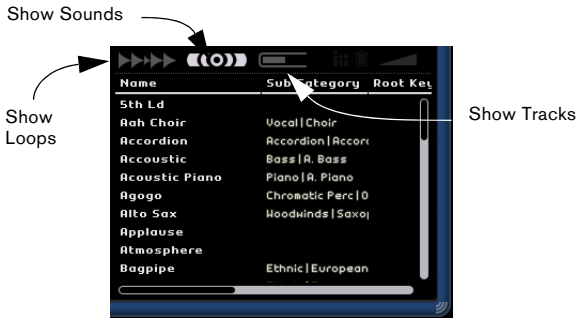 Show Sounds
Show
Loops
Show Tracks
Name Sub Category Root Key
5th Ld
Aah Choir Vocal|Choir
Accordion Accordion|Accor
Accoustic Bass|A. Bass
Acoustic Piano Piano|A. Piano
Agogo Chromatic Perc|O
Alto Sax Woodwinds|Saxo
Applause
Atmosphere
Bagpipe Ethnic|European